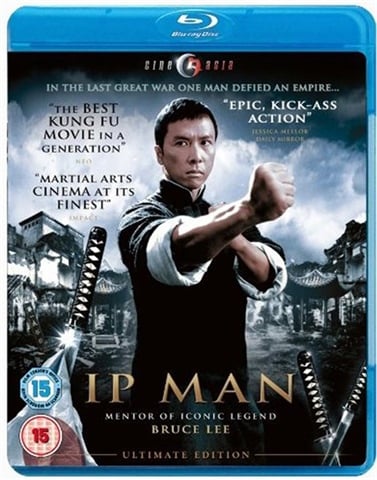 Blu-ray Disc
cine asia
IN THE LAST GREAT WAR ONE MAN DEFIED AN EMPIRE...
"THE BEST
KUNG FU
MOVIE IN A
GENERATION"
NEO
"MARTIAL ARTS
CINEMA AT ITS
FINEST"
IMPACT
"EPIC, KICK-ASS
ACTION"
JESSICA MELLOR
DAILY MIRROR
IP MAN
MENTOR OF ICONIC LEGEND
BRUCE LEE
15
15
ULTIMATE EDITION